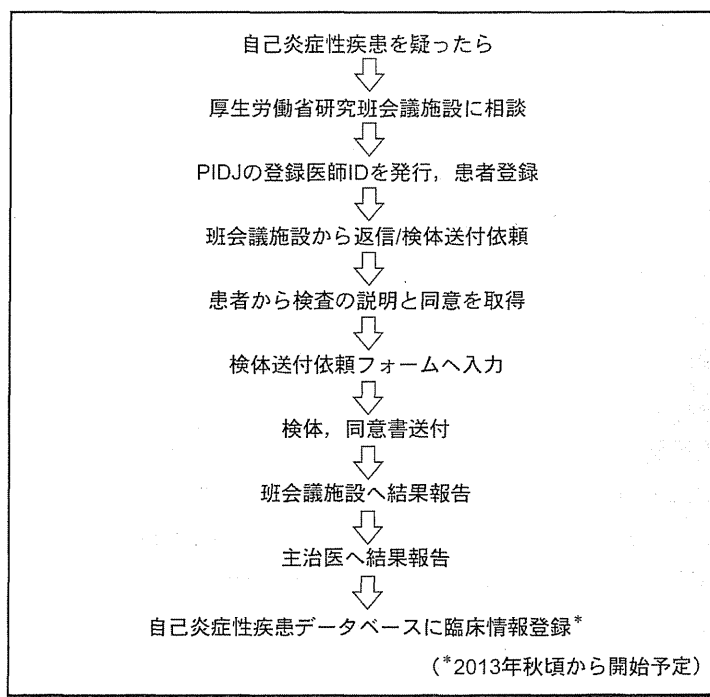 自己炎症性疾患を疑ったら
厚生労働省研究班会議施設に相談
PIDJの登録医師IDを発行，患者登録
班会議施設から返信/検体送付依頼
患者から検査の説明と同意を取得
検体送付依頼フォームへ入力
検体，同意書送付
班会議施設へ結果報告
主治医へ結果報告
自己炎症性疾患データベースに臨床情報登録*
（*2013年秋頃から開始予定）